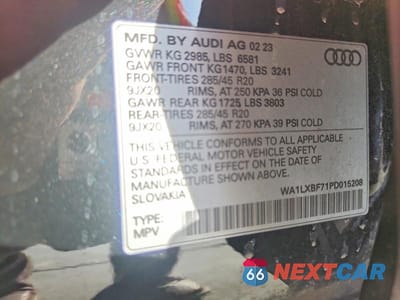 MFD. BY AUDI AG 02 23
GVWR KG 2985, LBS 6581
GAWR FRONT KG1470, LBS 3241
FRONT-TIRES 285/45 R20
9JX20 RIMS, AT 250 KPA 36 PSI COLD
GAWR REAR KG 1725 LBS 3803
REAR-TIRES 285/45 R20
9JX20 RIMS, AT 270 KPA 39 PSI COLD
THIS VEHICLE CONFORMS TO ALL APPLICABLE
U.S. FEDERAL MOTOR VEHICLE SAFETY
STANDARDS IN EFFECT ON THE DATE OF
MANUFACTURE SHOWN ABOVE.
SLOVAKIA WA1LXBF71PD015208
TYPE:
MPV
66 NEXTCAR